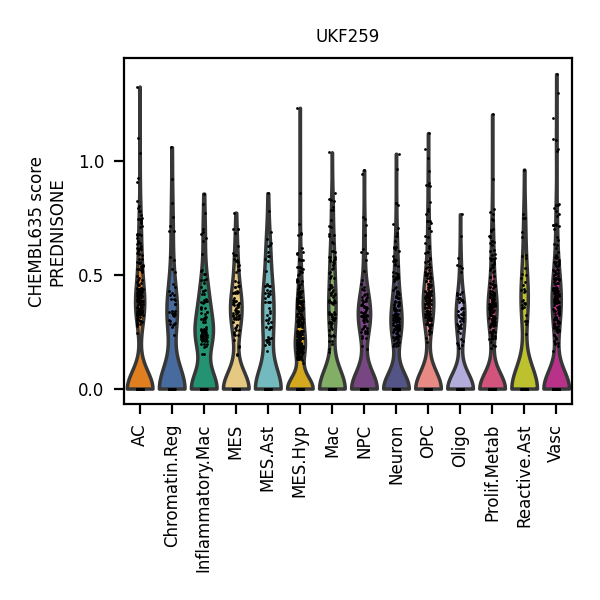 UKF259
CHEMBL635 score
PREDNISONE
1.0
0.5
0.0
AC
Chromatin.Reg
Inflammatory.Mac
MES
MES.Ast
MES.Hyp
Mac
NPC
Neuron
OPC
Oligo
Prolif.Metab
Reactive.Ast
Vasc